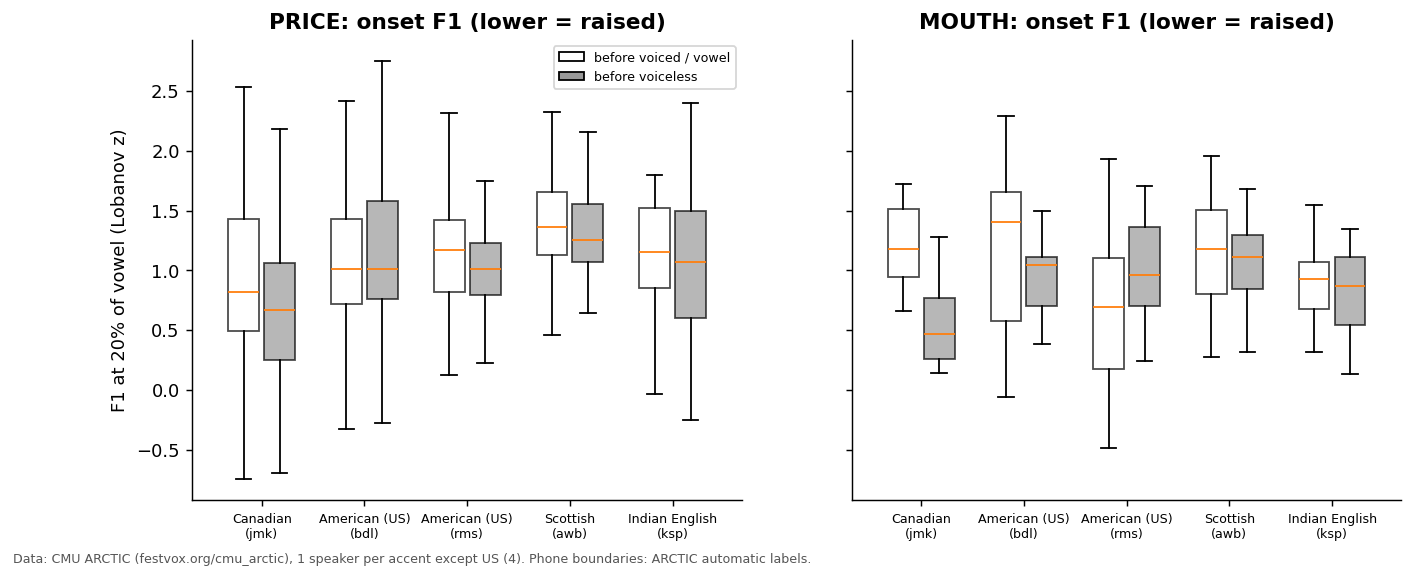 PRICE: onset F1 (lower = raised)
before voiced / vowel
before voiceless
F1 at 20% of vowel (Lobanov z)
2.5
2.0
1.5
1.0
0.5
0.0
−0.5
Canadian
(jmk)
American (US)
(bdl)
American (US)
(rms)
Scottish
(awb)
Indian English
(ksp)
MOUTH: onset F1 (lower = raised)
Canadian
(jmk)
American (US)
(bdl)
American (US)
(rms)
Scottish
(awb)
Indian English
(ksp)
Data: CMU ARCTIC (festvox.org/cmu_arctic), 1 speaker per accent except US (4). Phone boundaries: ARCTIC automatic labels.